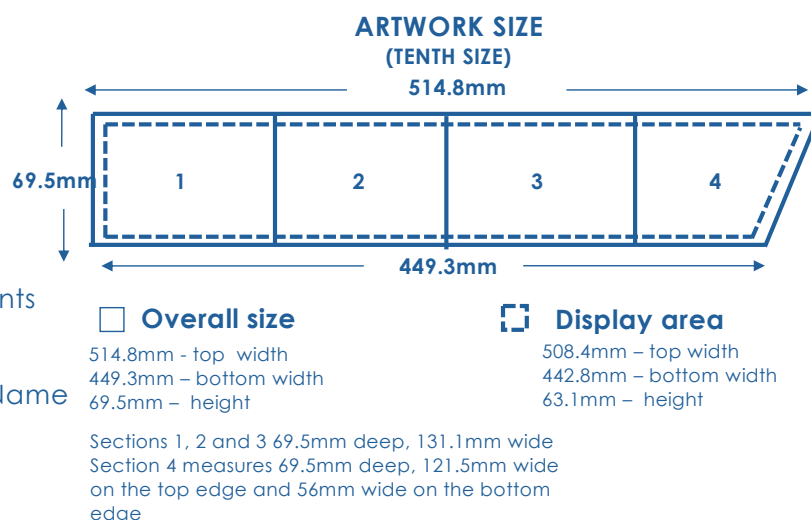 ARTWORK SIZE
(TENTH SIZE)
514.8mm
69.5mm
1
2
3
4
449.3mm
nts
Name
Overall size
514.8mm - top width
449.3mm – bottom width
69.5mm – height
Display area
508.4mm – top width
442.8mm – bottom width
63.1mm – height
Sections 1, 2 and 3 69.5mm deep, 131.1mm wide
Section 4 measures 69.5mm deep, 121.5mm wide
on the top edge and 56mm wide on the bottom
edge